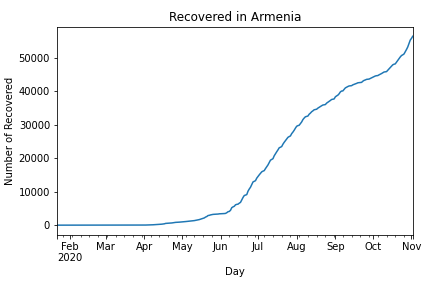 Recovered in Armenia
Number of Recovered
50000
40000
30000
20000
10000
0
Feb Mar Apr May Jun Jul Aug Sep Oct Nov
2020
Day